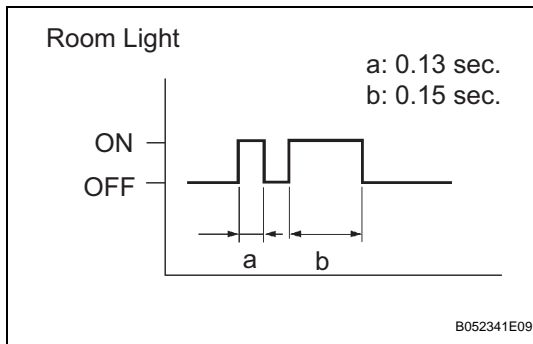 Room Light
a: 0.13 sec.
b: 0.15 sec.
ON
OFF
a b
B052341E09